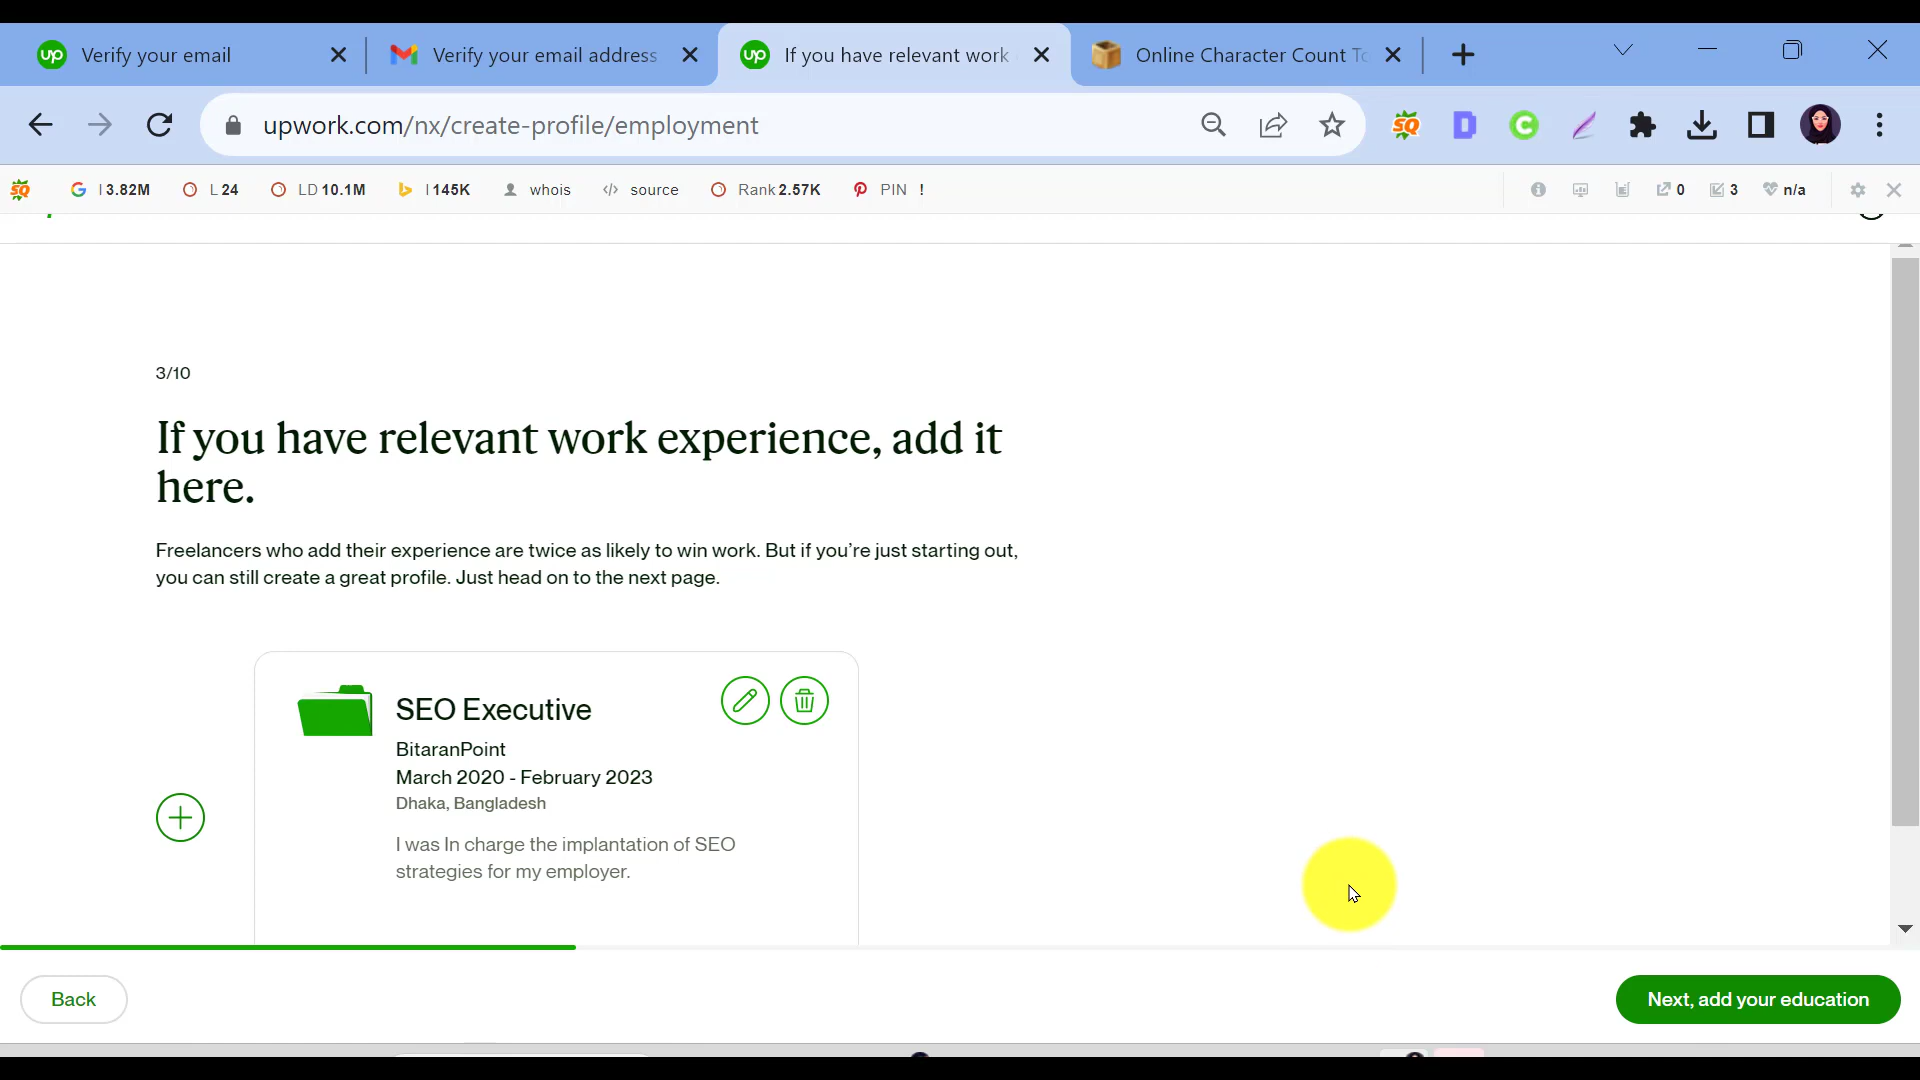 Verify your email
Verify your email address
If you have relevant work
Online Character Count To
upwork.com/nx/create-profile/employment
I 3.82M L 24 LD 10.1M I 145K whois source Rank 2.57K PIN ! 0 3 n/a
3/10
If you have relevant work experience, add it
here.
Freelancers who add their experience are twice as likely to win work. But if you’re just starting out,
you can still create a great profile. Just head on to the next page.
SEO Executive
BitaranPoint
March 2020 - February 2023
Dhaka, Bangladesh
I was In charge the implantation of SEO
strategies for my employer.
Back
Next, add your education